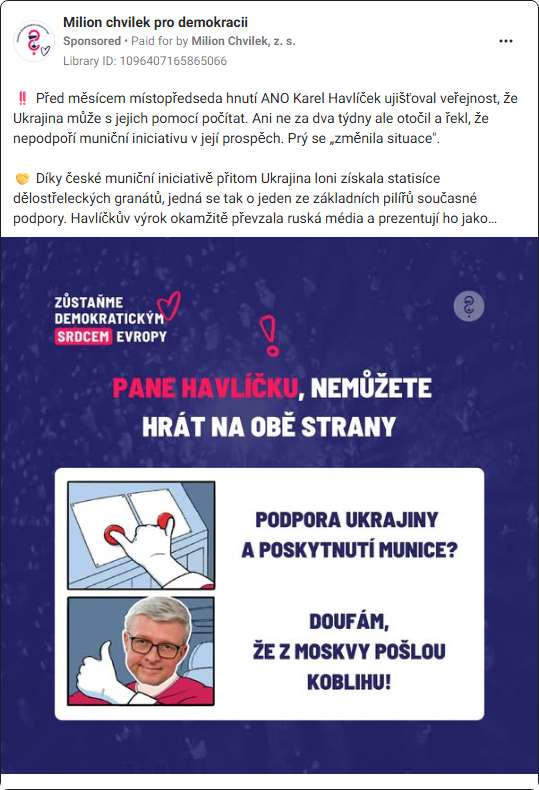 Milion chvilek pro demokracii
Sponsored • Paid for by Milion Chvilek, z. s.
Library ID: 1096407165865066
‼️ Před měsícem místopředseda hnutí ANO Karel Havlíček ujišťoval veřejnost, že
Ukrajina může s jejich pomocí počítat. Ani ne za dva týdny ale otočil a řekl, že
nepodpoří muniční iniciativu v její prospěch. Prý se „změnila situace".
🤝 Díky české muniční iniciativě přitom Ukrajina loni získala statisíce
dělostřeleckých granátů, jedná se tak o jeden ze základních pilířů současné
podpory. Havlíčkův výrok okamžitě převzala ruská média a prezentují ho jako…
ZŮSTAŇME
DEMOKRATICKÝM
SRDCEM EVROPY
PANE HAVLÍČKU, NEMŮŽETE
HRÁT NA OBĚ STRANY
PODPORA UKRAJINY
A POSKYTNUTÍ MUNICE?
DOUFÁM,
ŽE Z MOSKVY POŠLOU
KOBLIHU!